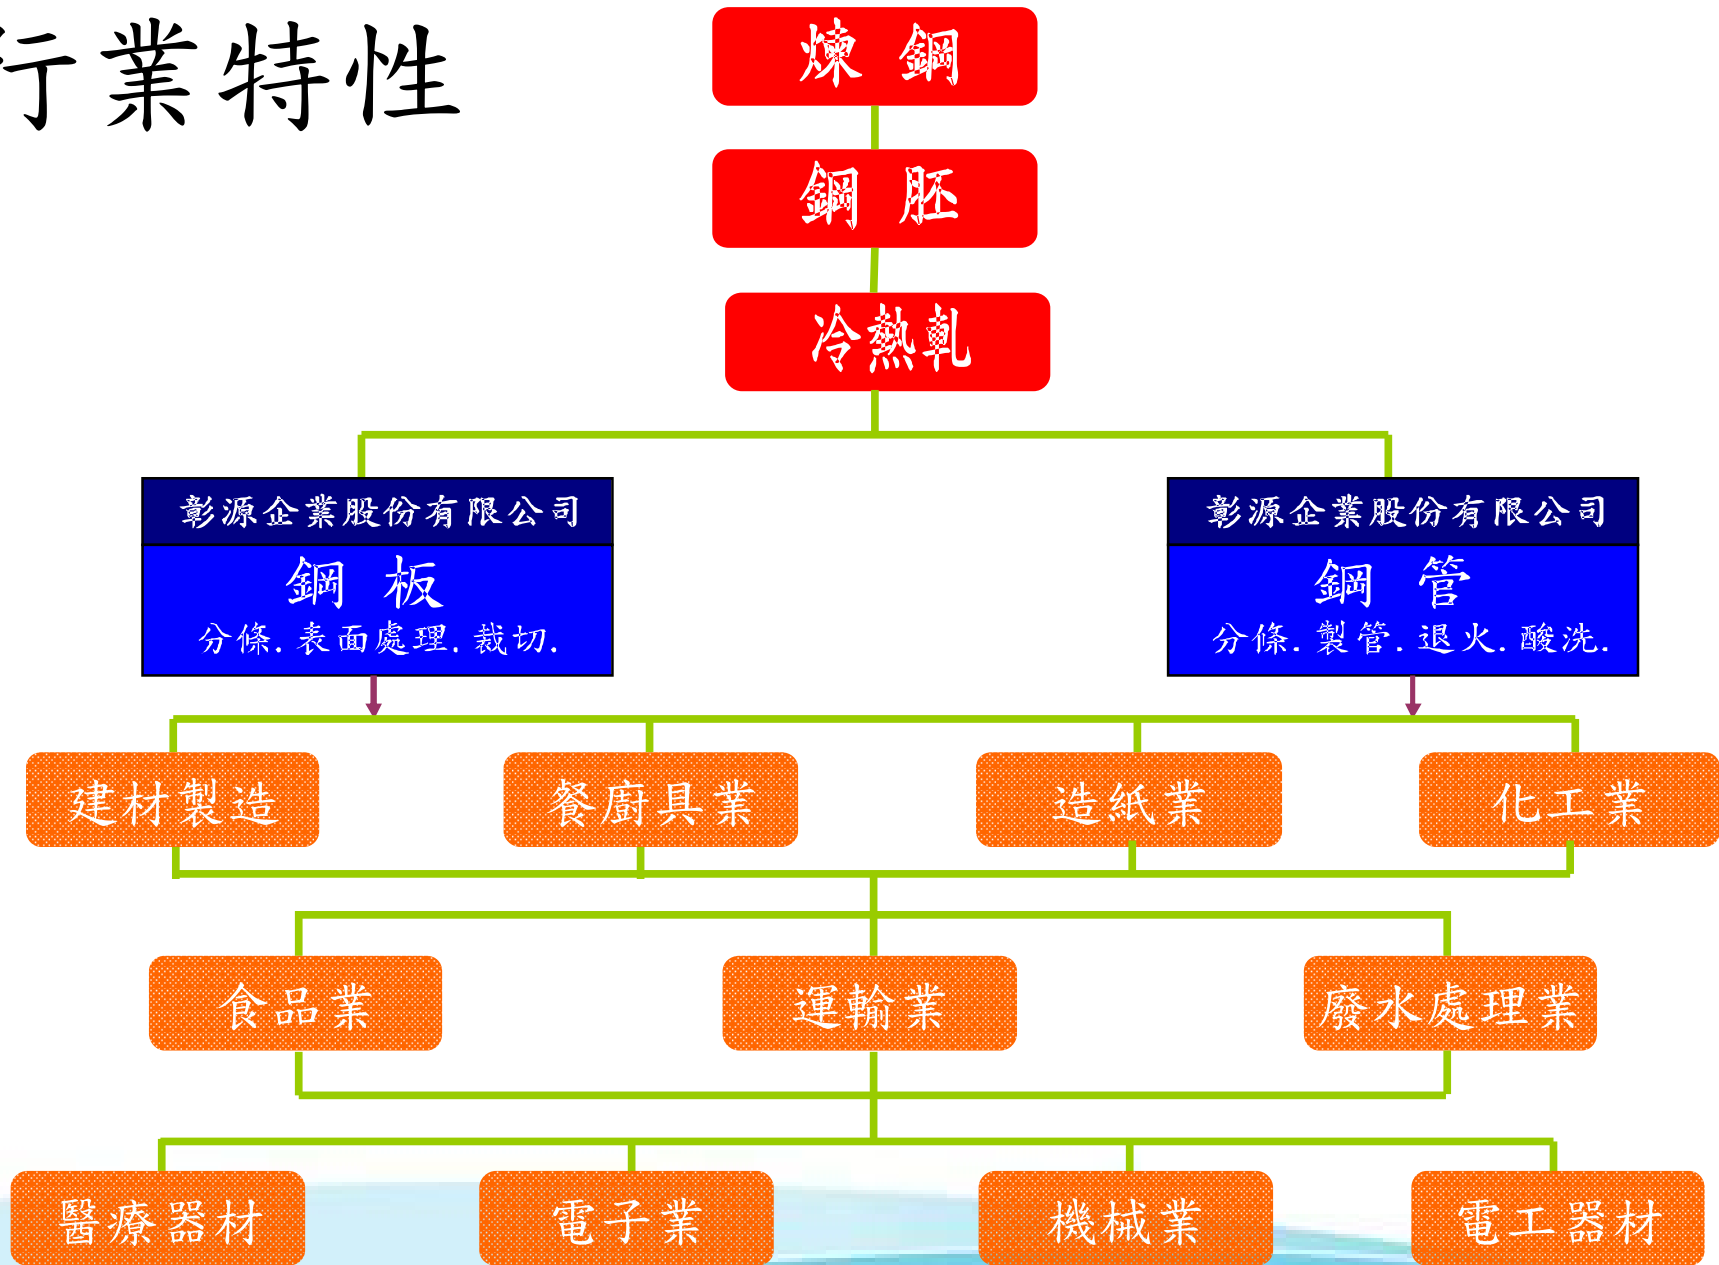 行業特性
煉 鋼
鋼 胚
冷熱軋
彰源企業股份有限公司
鋼 板
分條.表面處理.裁切.
彰源企業股份有限公司
鋼 管
分條.製管.退火.酸洗.
建材製造
餐廚具業
造紙業
化工業
食品業
運輸業
廢水處理業
醫療器材
電子業
機械業
電工器材